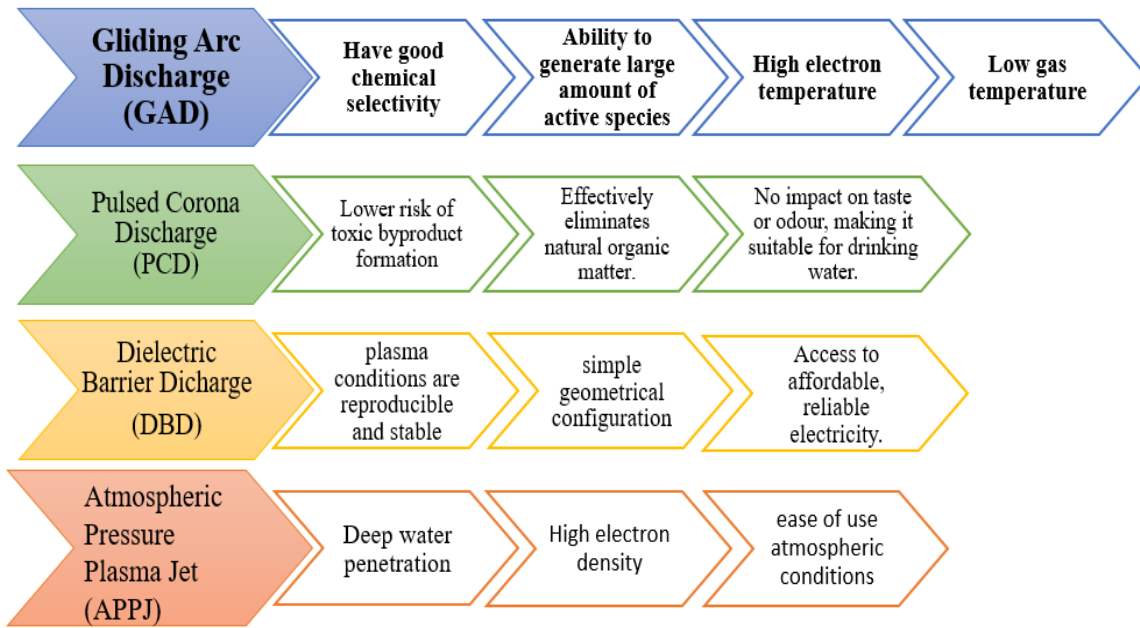 Gliding Arc
Discharge
(GAD)
Have good
chemical
selectivity
Ability to
generate large
amount of
active species
High electron
temperature
Low gas
temperature
Pulsed Corona
Discharge
(PCD)
Lower risk of
toxic byproduct
formation
Effectively
eliminates
natural organic
matter.
No impact on taste
or odour, making it
suitable for drinking
water.
Dielectric
Barrier Dicharge
(DBD)
plasma
conditions are
reproducible
and stable
simple
geometrical
configuration
Access to
affordable,
reliable
electricity.
Atmospheric
Pressure
Plasma Jet
(APPJ)
Deep water
penetration
High electron
density
ease of use
atmospheric
conditions